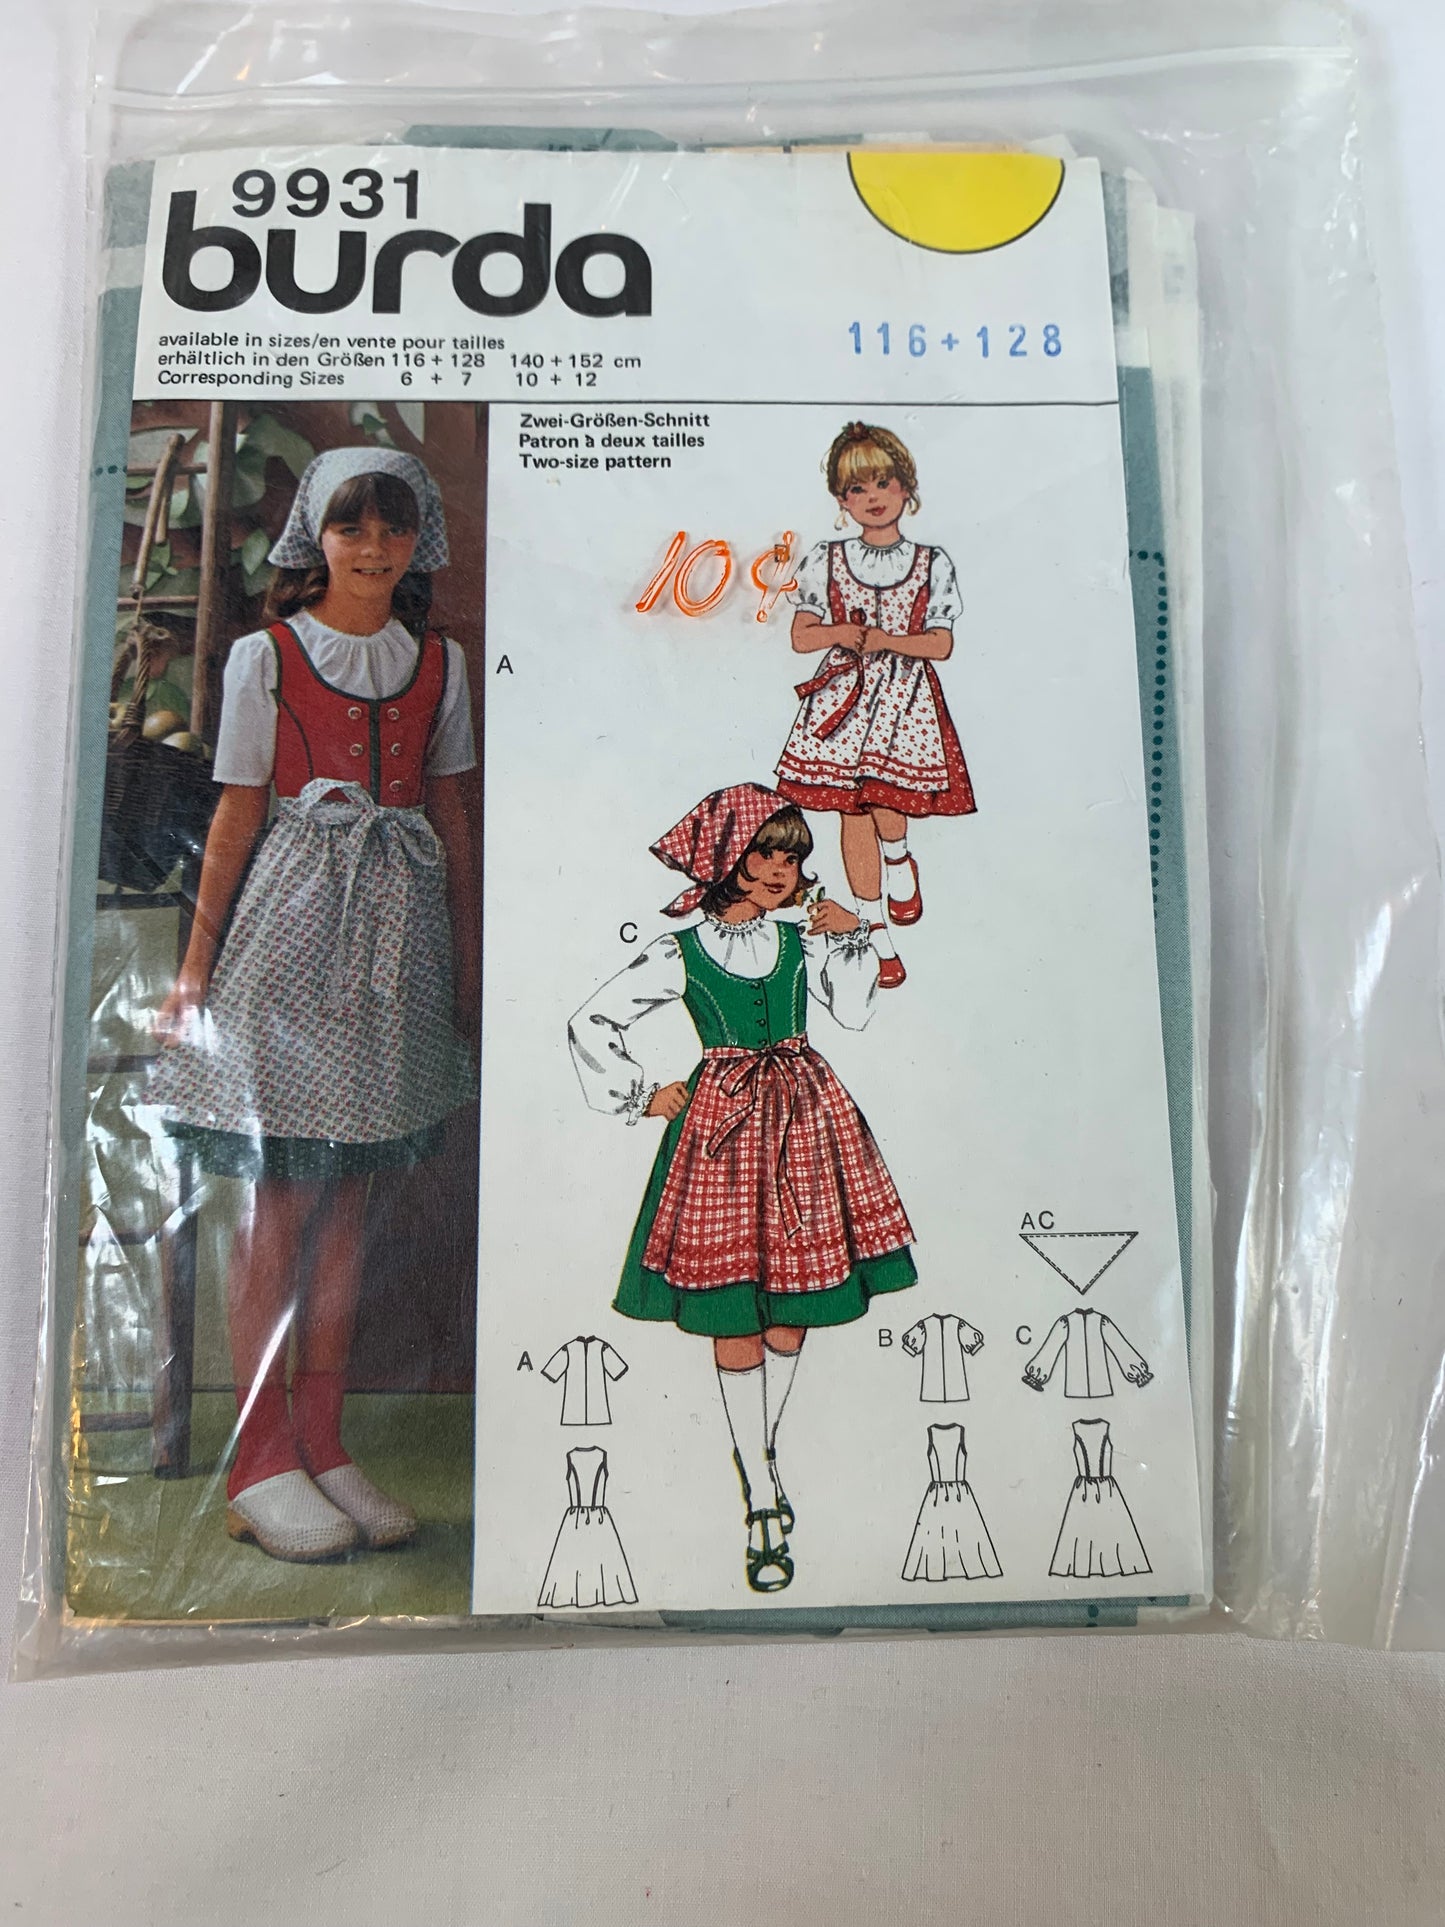 9931
burda
available in sizes/en vente pour tailles
erhältlich in den Größen 116 + 128 140 + 152 cm
Corresponding Sizes 6 + 7 10 + 12
116 + 128
Zwei-Größen-Schnitt
Patron à deux tailles
Two-size pattern
10¢
A
C
A C
A
B
C